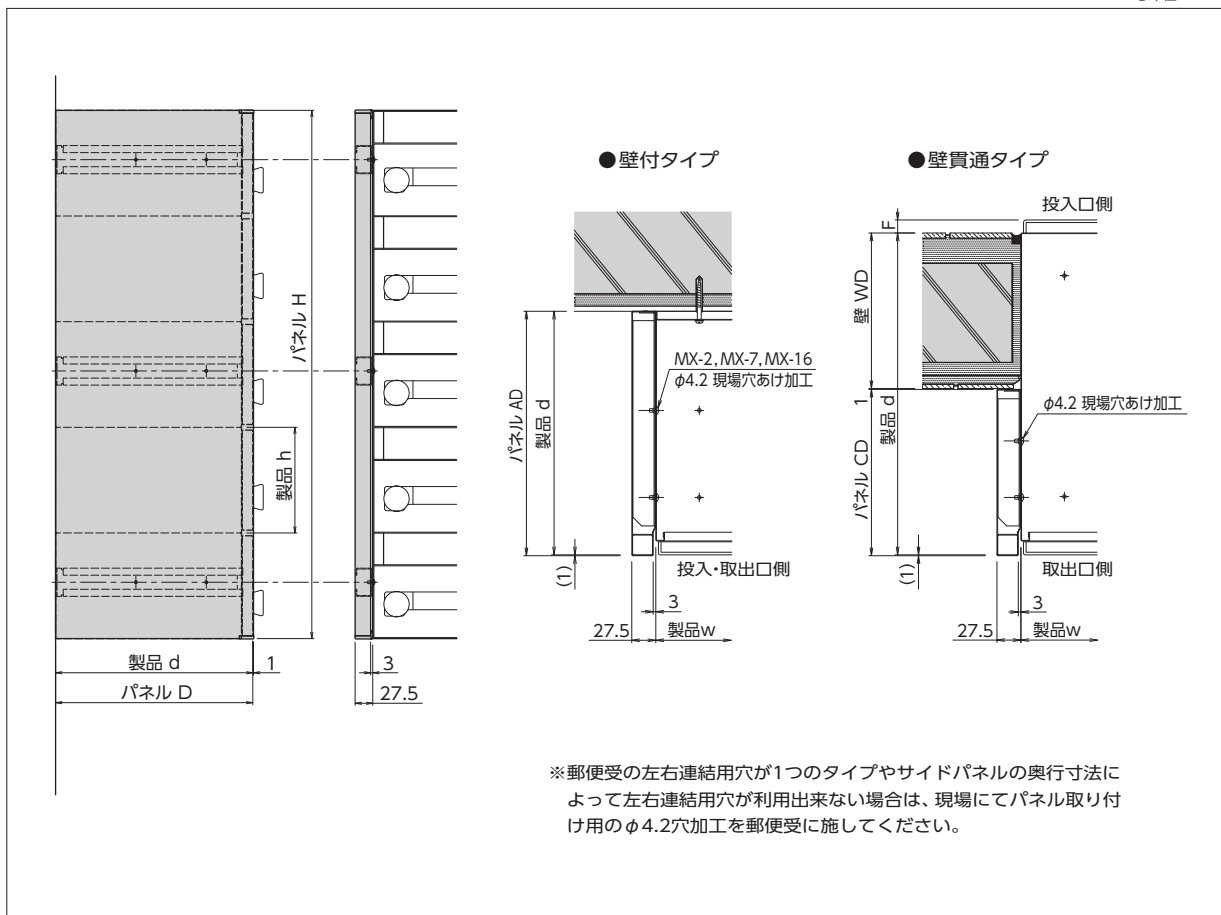 パネル H
製品 h
製品 d
1
パネル D
3
27.5
●壁付タイプ
パネル AD
製品 d
MX-2, MX-7, MX-16
φ4.2 現場穴あけ加工
(1)
投入・取出口側
3
27.5
製品w
●壁貫通タイプ
投入口側
F
壁 WD
1
製品 d
パネル CD
φ4.2 現場穴あけ加工
(1)
取出口側
3
27.5
製品w
※郵便受の左右連結用穴が1つのタイプやサイドパネルの奥行寸法に
よって左右連結用穴が利用出来ない場合は、現場にてパネル取り付
け用のφ4.2穴加工を郵便受に施してください。